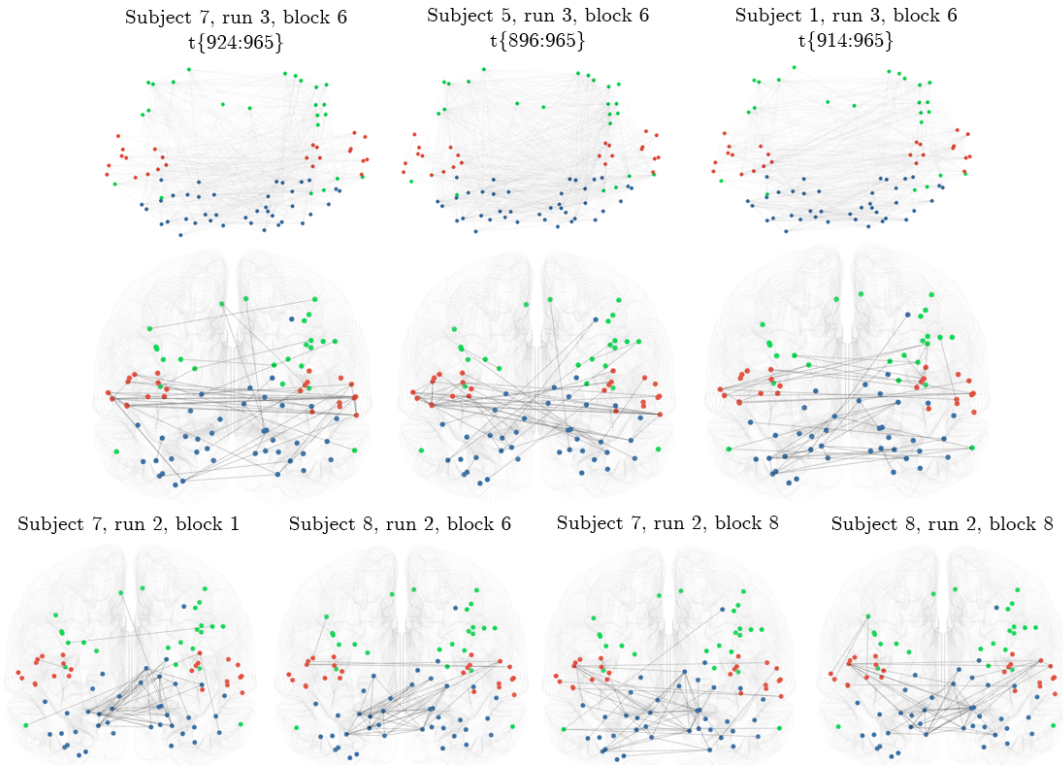 Subject 7, run 3, block 6
t{924:965}
Subject 5, run 3, block 6
t{896:965}
Subject 1, run 3, block 6
t{914:965}
Subject 7, run 2, block 1
Subject 8, run 2, block 6
Subject 7, run 2, block 8
Subject 8, run 2, block 8